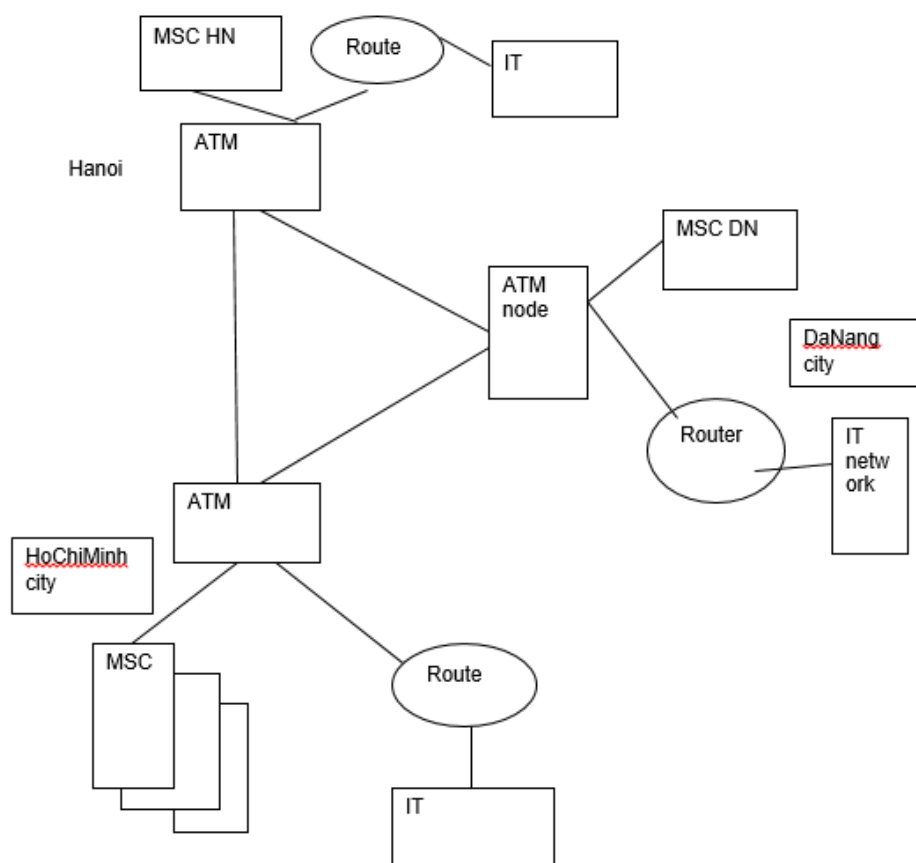 MSC HN
Route
IT
ATM
Hanoi
MSC DN
ATM
node
DaNang
city
Router
IT
netw
ork
ATM
HoChiMinh
city
MSC
Route
IT